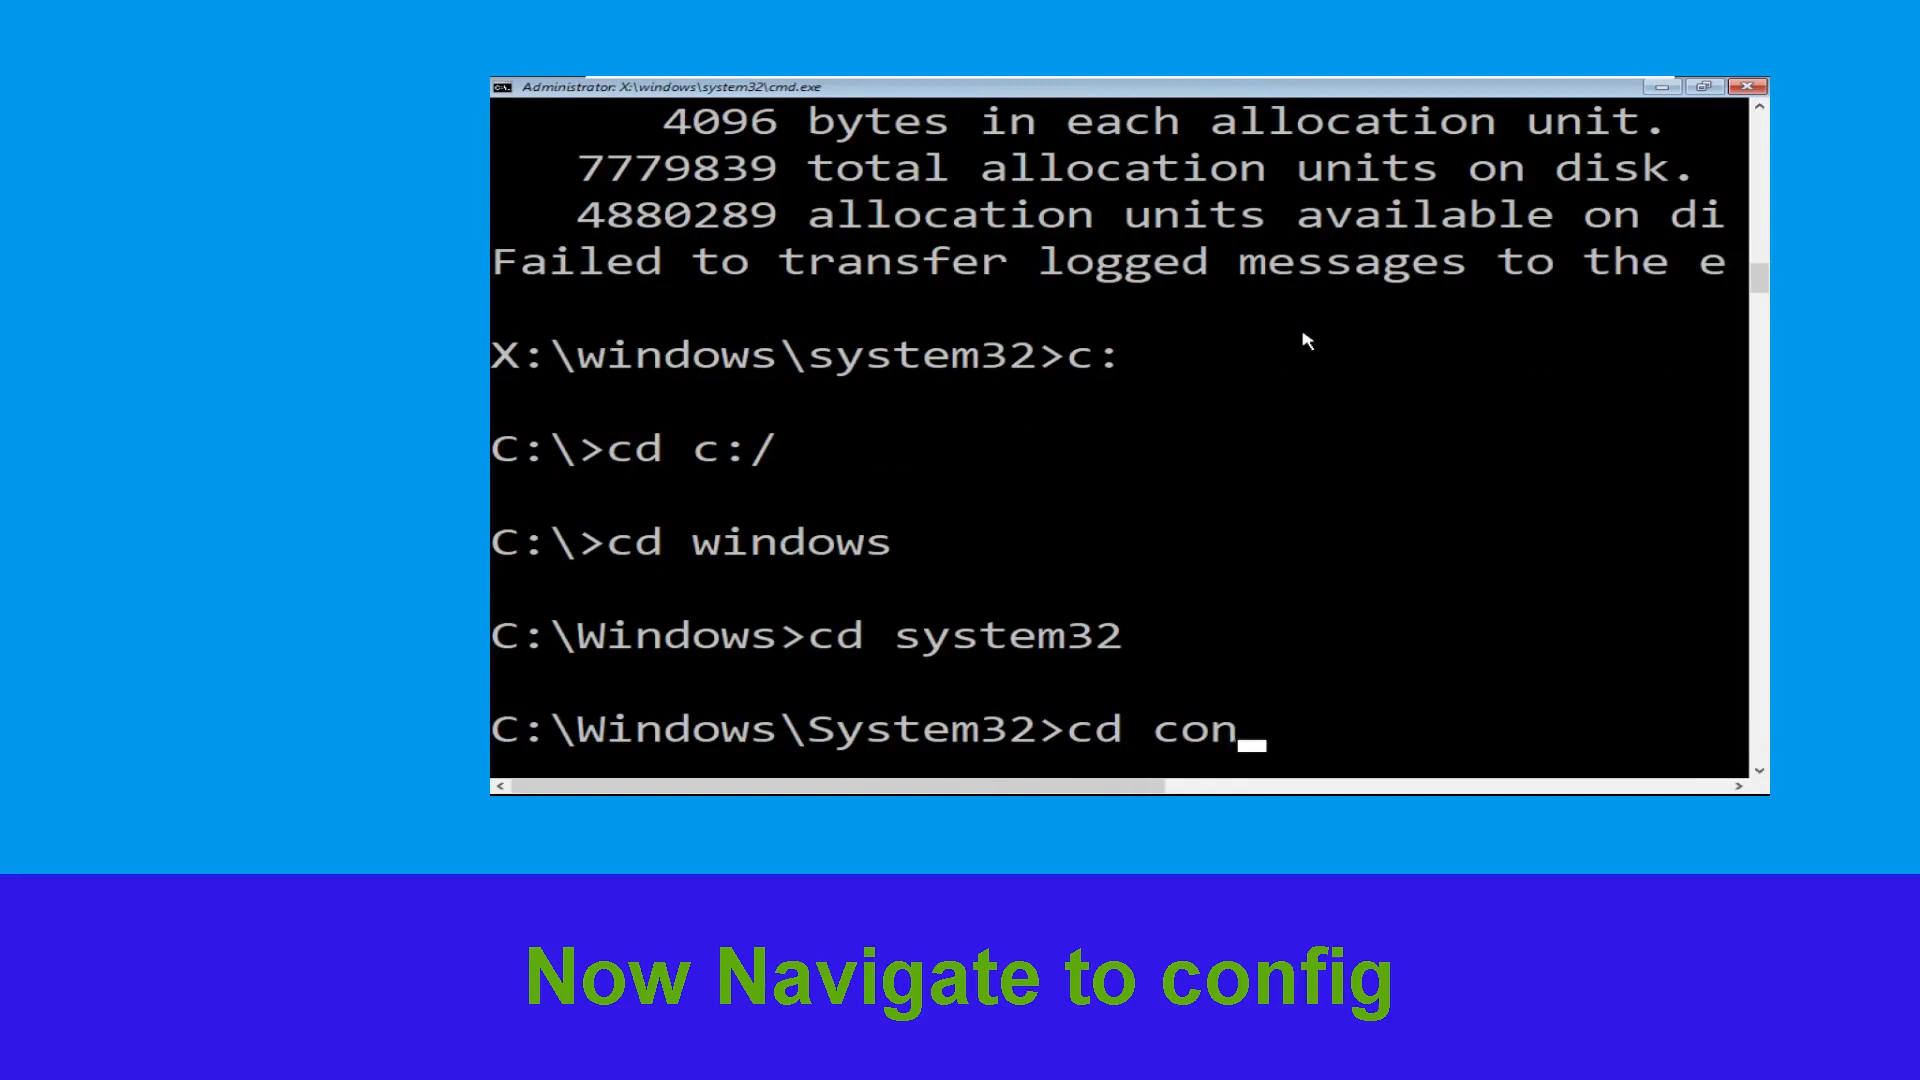 Administrator: X:\windows\system32\cmd.exe
4096 bytes in each allocation unit.
7779839 total allocation units on disk.
4880289 allocation units available on di
Failed to transfer logged messages to the e
X:\windows\system32>c:
C:\>cd c:/
C:\>cd windows
C:\Windows>cd system32
C:\Windows\System32>cd con_
Now Navigate to config